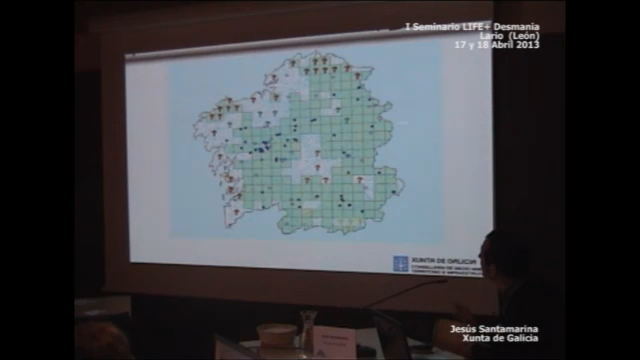 I Seminario LIFE+ Desmania
Lario (León)
17 y 18 Abril 2013
XUNTA DE GALICIA
Jesús Santamarina
Xunta de Galicia